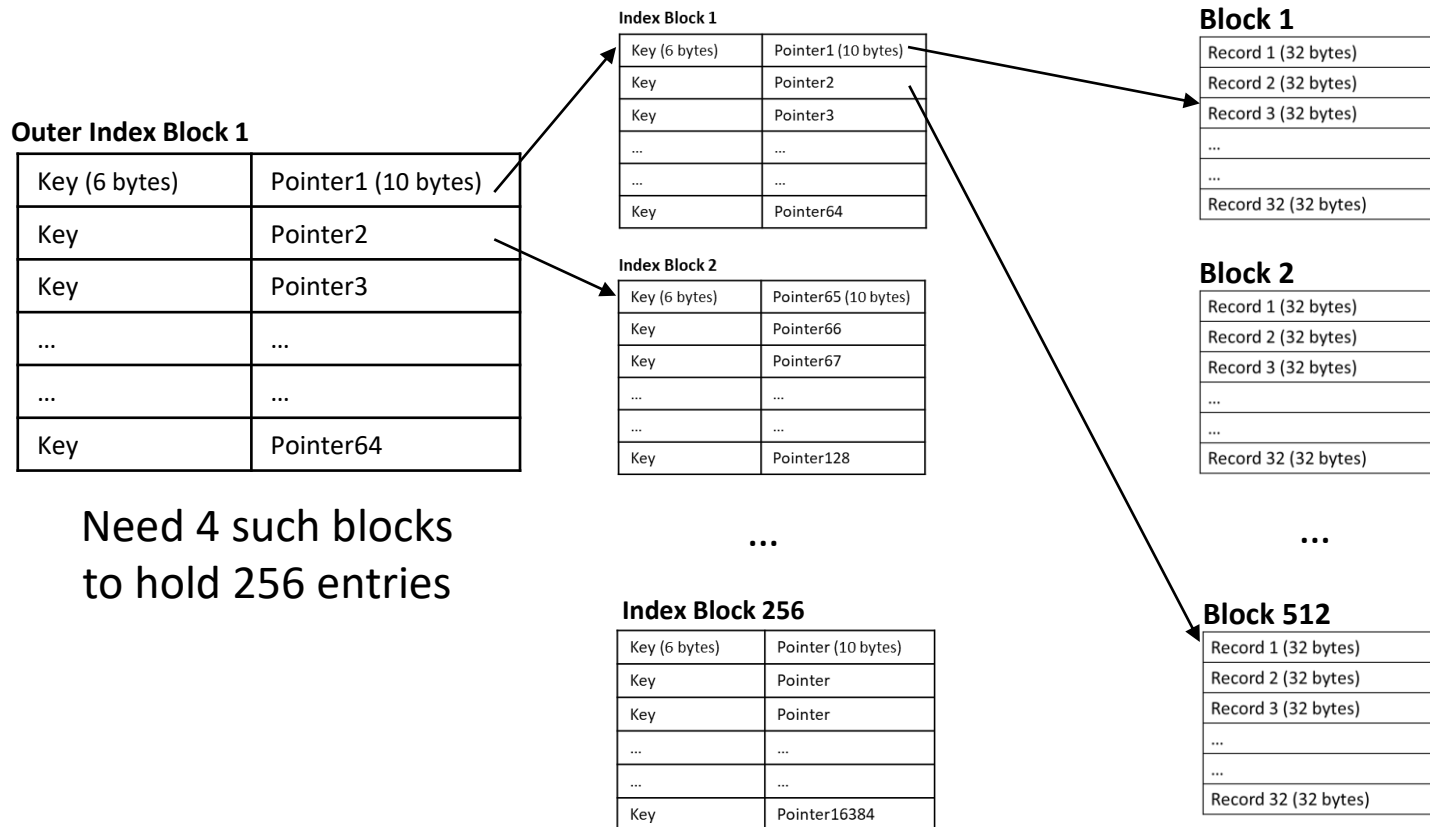 Outer Index Block 1
Key (6 bytes) Pointer1 (10 bytes)
Key Pointer2
Key Pointer3
... ...
... ...
Key Pointer64
Need 4 such blocks
to hold 256 entries
Index Block 1
Key (6 bytes) Pointer1 (10 bytes)
Key Pointer2
Key Pointer3
... ...
... ...
Key Pointer64
Index Block 2
Key (6 bytes) Pointer65 (10 bytes)
Key Pointer66
Key Pointer67
... ...
... ...
Key Pointer128
...
Index Block 256
Key (6 bytes) Pointer (10 bytes)
Key Pointer
Key Pointer
... ...
... ...
Key Pointer16384
Block 1
Record 1 (32 bytes)
Record 2 (32 bytes)
Record 3 (32 bytes)
...
...
Record 32 (32 bytes)
Block 2
Record 1 (32 bytes)
Record 2 (32 bytes)
Record 3 (32 bytes)
...
...
Record 32 (32 bytes)
...
Block 512
Record 1 (32 bytes)
Record 2 (32 bytes)
Record 3 (32 bytes)
...
...
Record 32 (32 bytes)